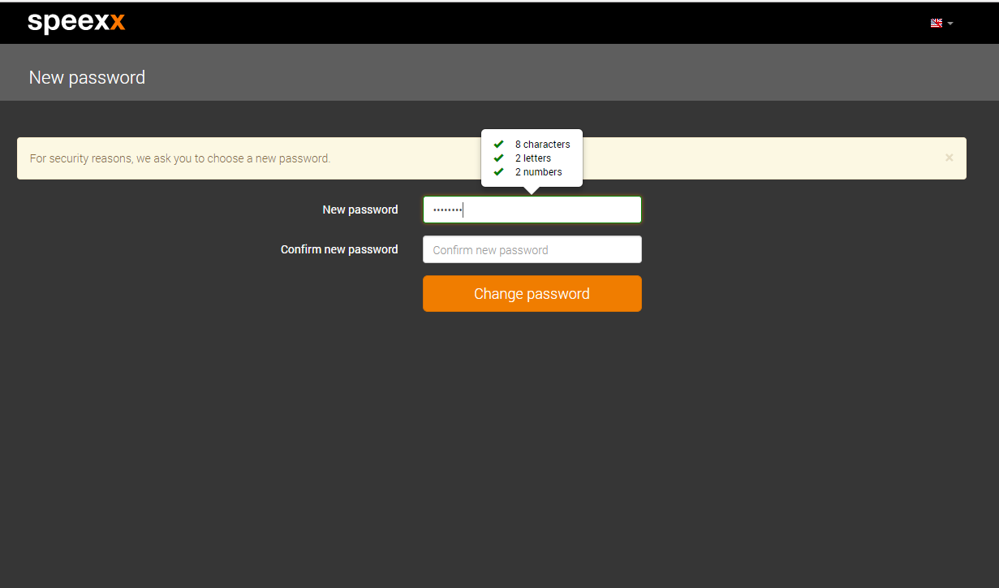 speexx
New password
8 characters
2 letters
2 numbers
For security reasons, we ask you to choose a new password.
New password
Confirm new password
Confirm new password
Change password